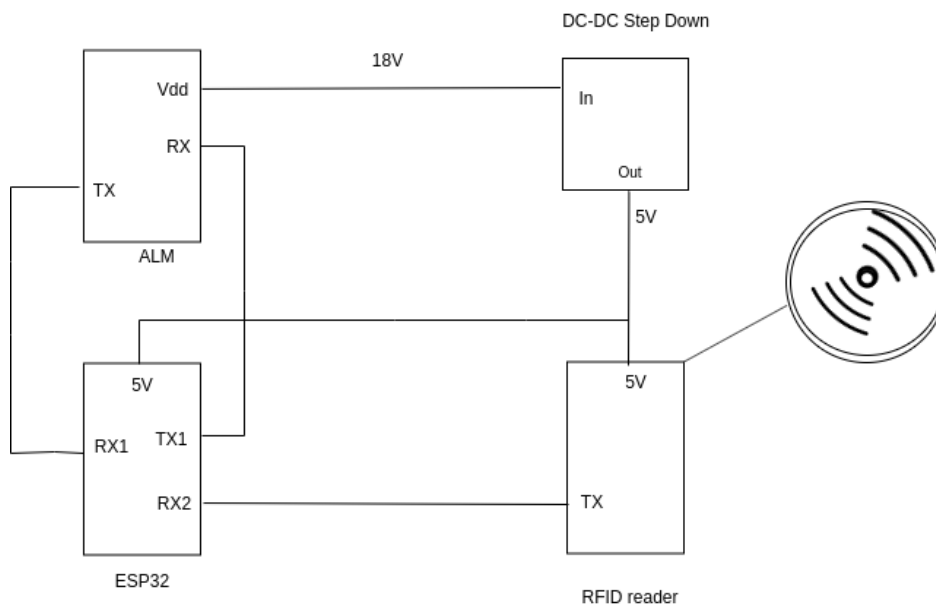 DC-DC Step Down
18V
Vdd
In
RX
Out
TX
5V
ALM
5V
5V
RX1
TX1
RX2
TX
ESP32
RFID reader